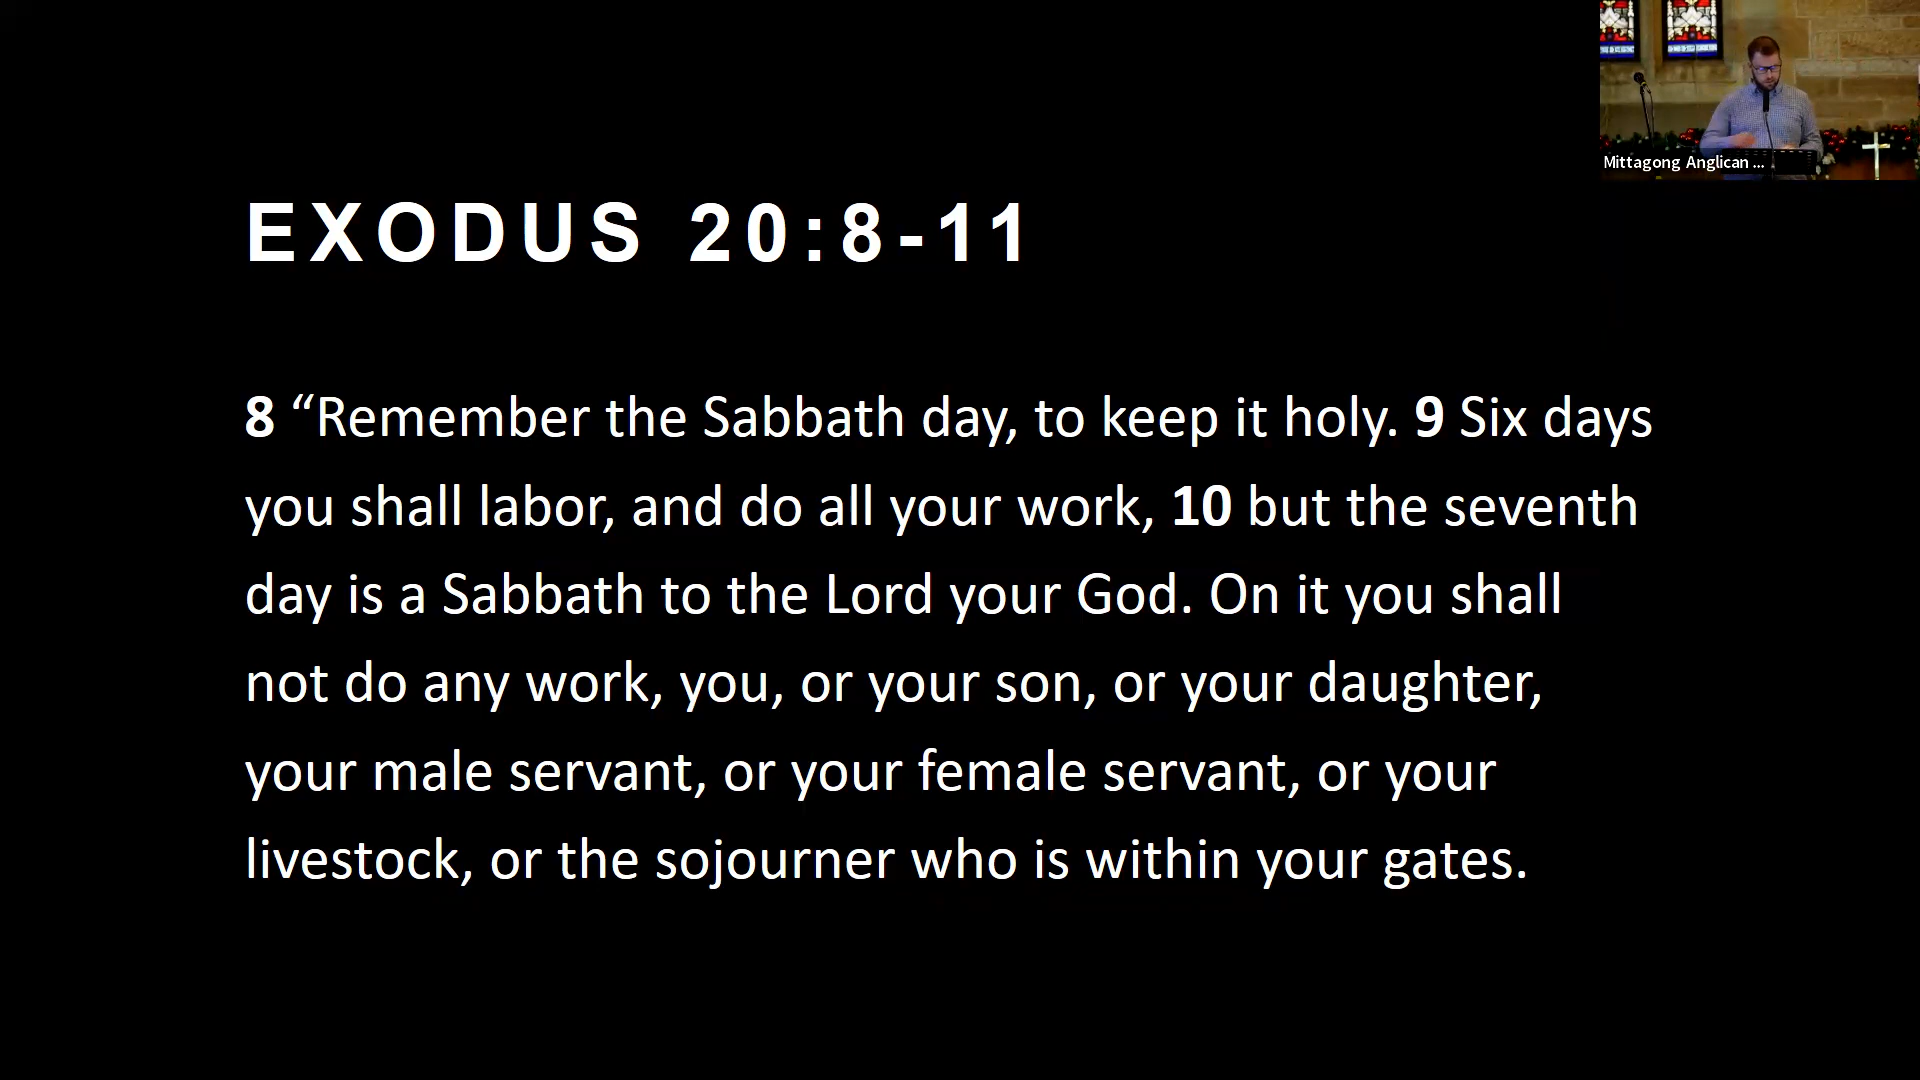 Mittagong Anglican ...
EXODUS 20:8-11
8 “Remember the Sabbath day, to keep it holy. 9 Six days
you shall labor, and do all your work, 10 but the seventh
day is a Sabbath to the Lord your God. On it you shall
not do any work, you, or your son, or your daughter,
your male servant, or your female servant, or your
livestock, or the sojourner who is within your gates.